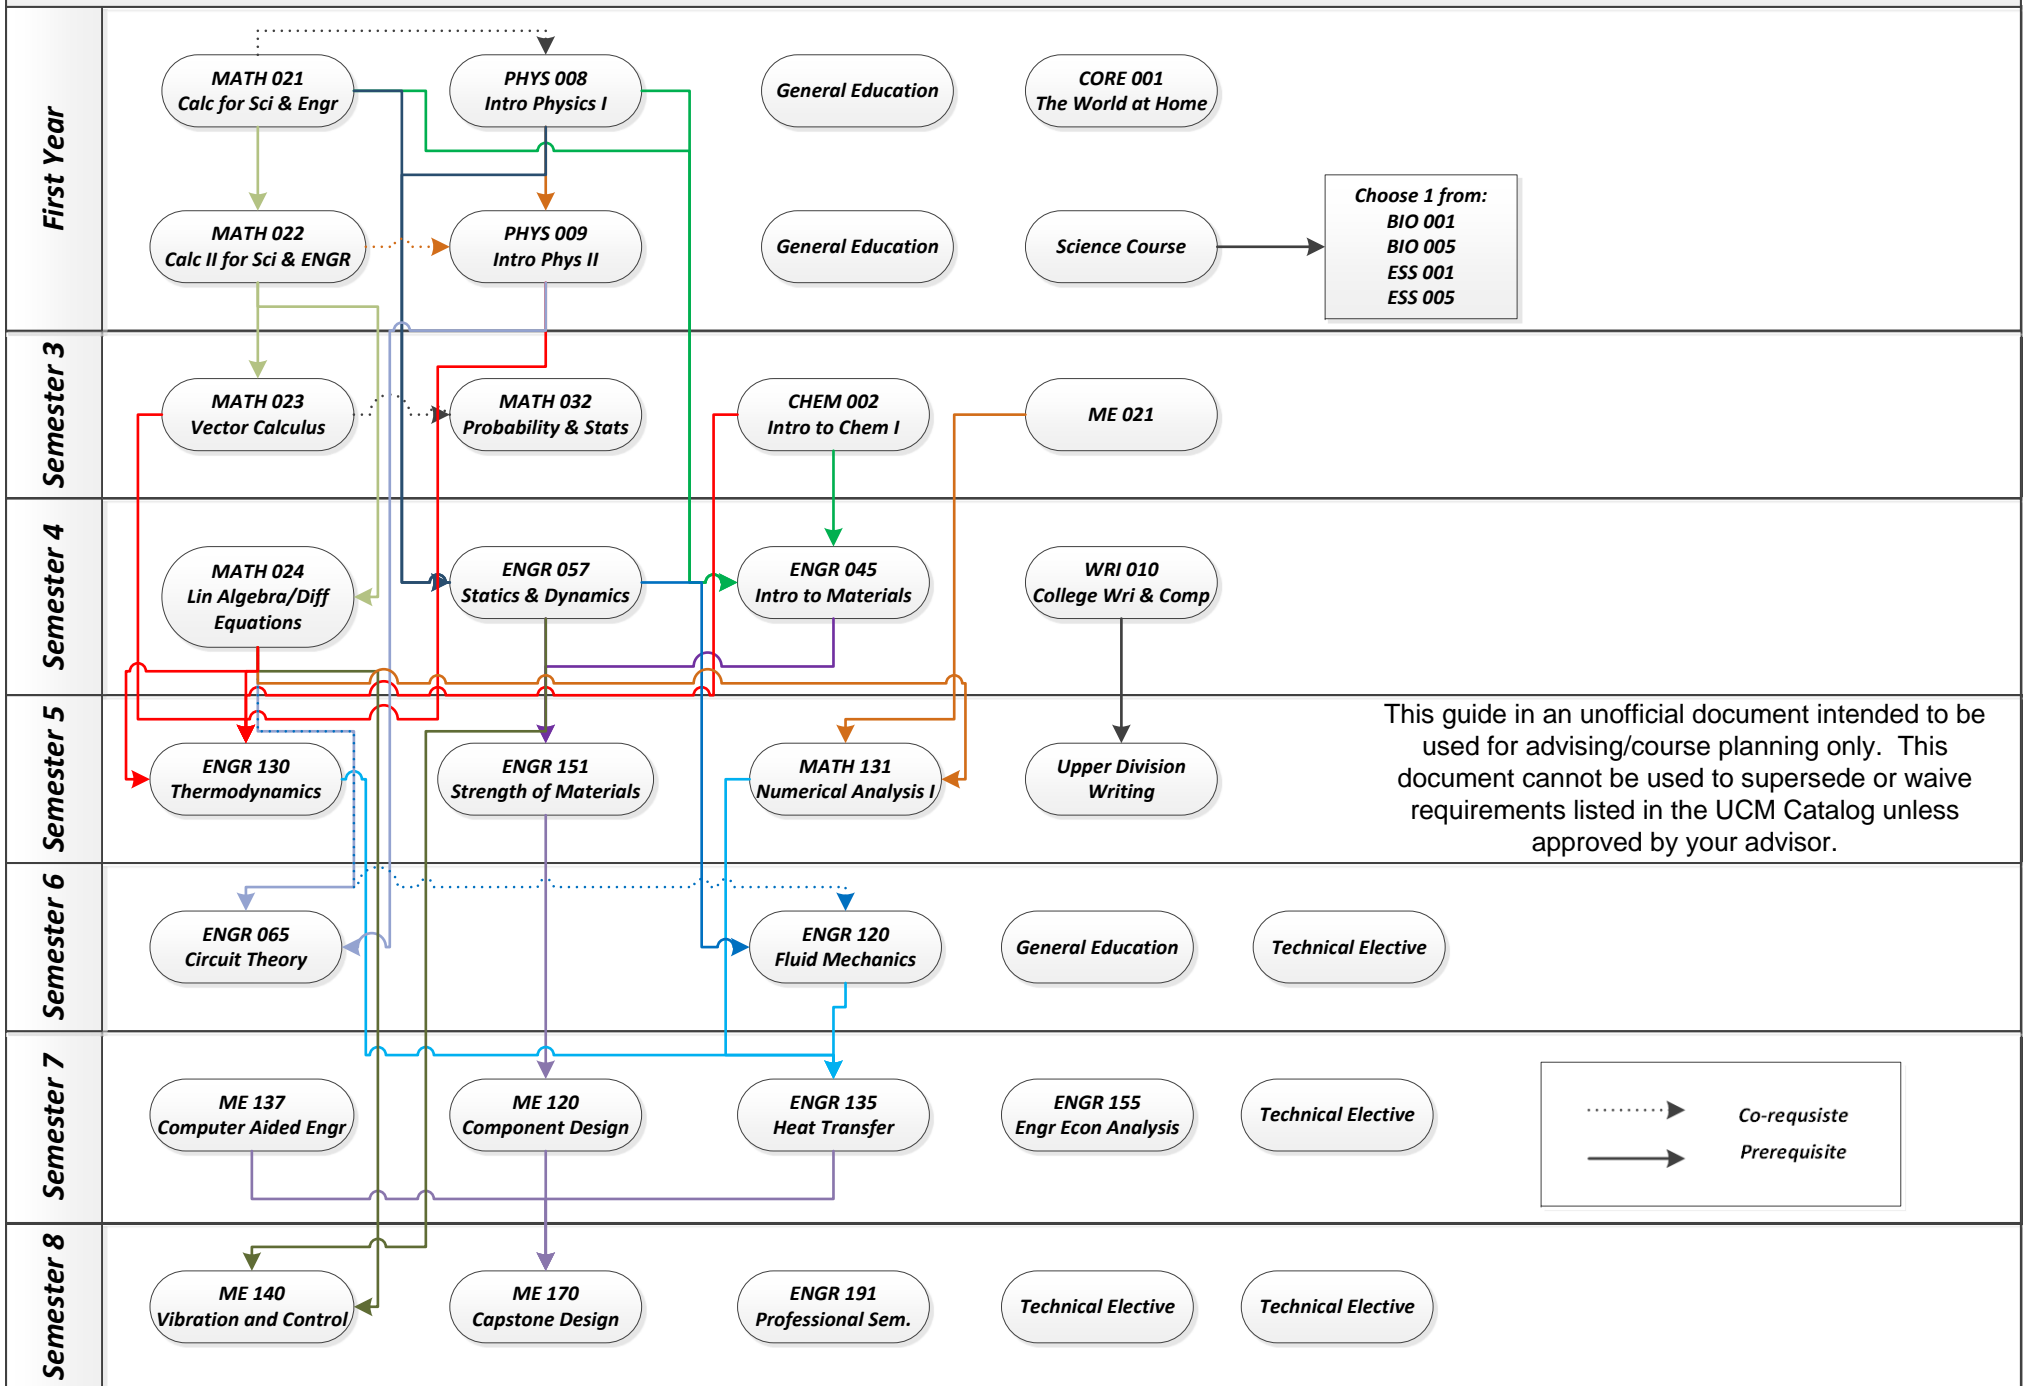 First Year
MATH 021
Calc for Sci & Engr
PHYS 008
Intro Physics I
General Education
CORE 001
The World at Home
MATH 022
Calc II for Sci & ENGR
PHYS 009
Intro Phys II
General Education
Science Course
Choose 1 from:
BIO 001
BIO 005
ESS 001
ESS 005
Semester 3
MATH 023
Vector Calculus
MATH 032
Probability & Stats
CHEM 002
Intro to Chem I
ME 021
Semester 4
MATH 024
Lin Algebra/Diff
Equations
ENGR 057
Statics & Dynamics
ENGR 045
Intro to Materials
WRI 010
College Wri & Comp
Semester 5
ENGR 130
Thermodynamics
ENGR 151
Strength of Materials
MATH 131
Numerical Analysis I
Upper Division
Writing
This guide in an unofficial document intended to be
used for advising/course planning only. This
document cannot be used to supersede or waive
requirements listed in the UCM Catalog unless
approved by your advisor.
Semester 6
ENGR 065
Circuit Theory
ENGR 120
Fluid Mechanics
General Education
Technical Elective
Semester 7
ME 137
Computer Aided Engr
ME 120
Component Design
ENGR 135
Heat Transfer
ENGR 155
Engr Econ Analysis
Technical Elective
Co-requsiste
Prerequisite
Semester 8
ME 140
Vibration and Control
ME 170
Capstone Design
ENGR 191
Professional Sem.
Technical Elective
Technical Elective